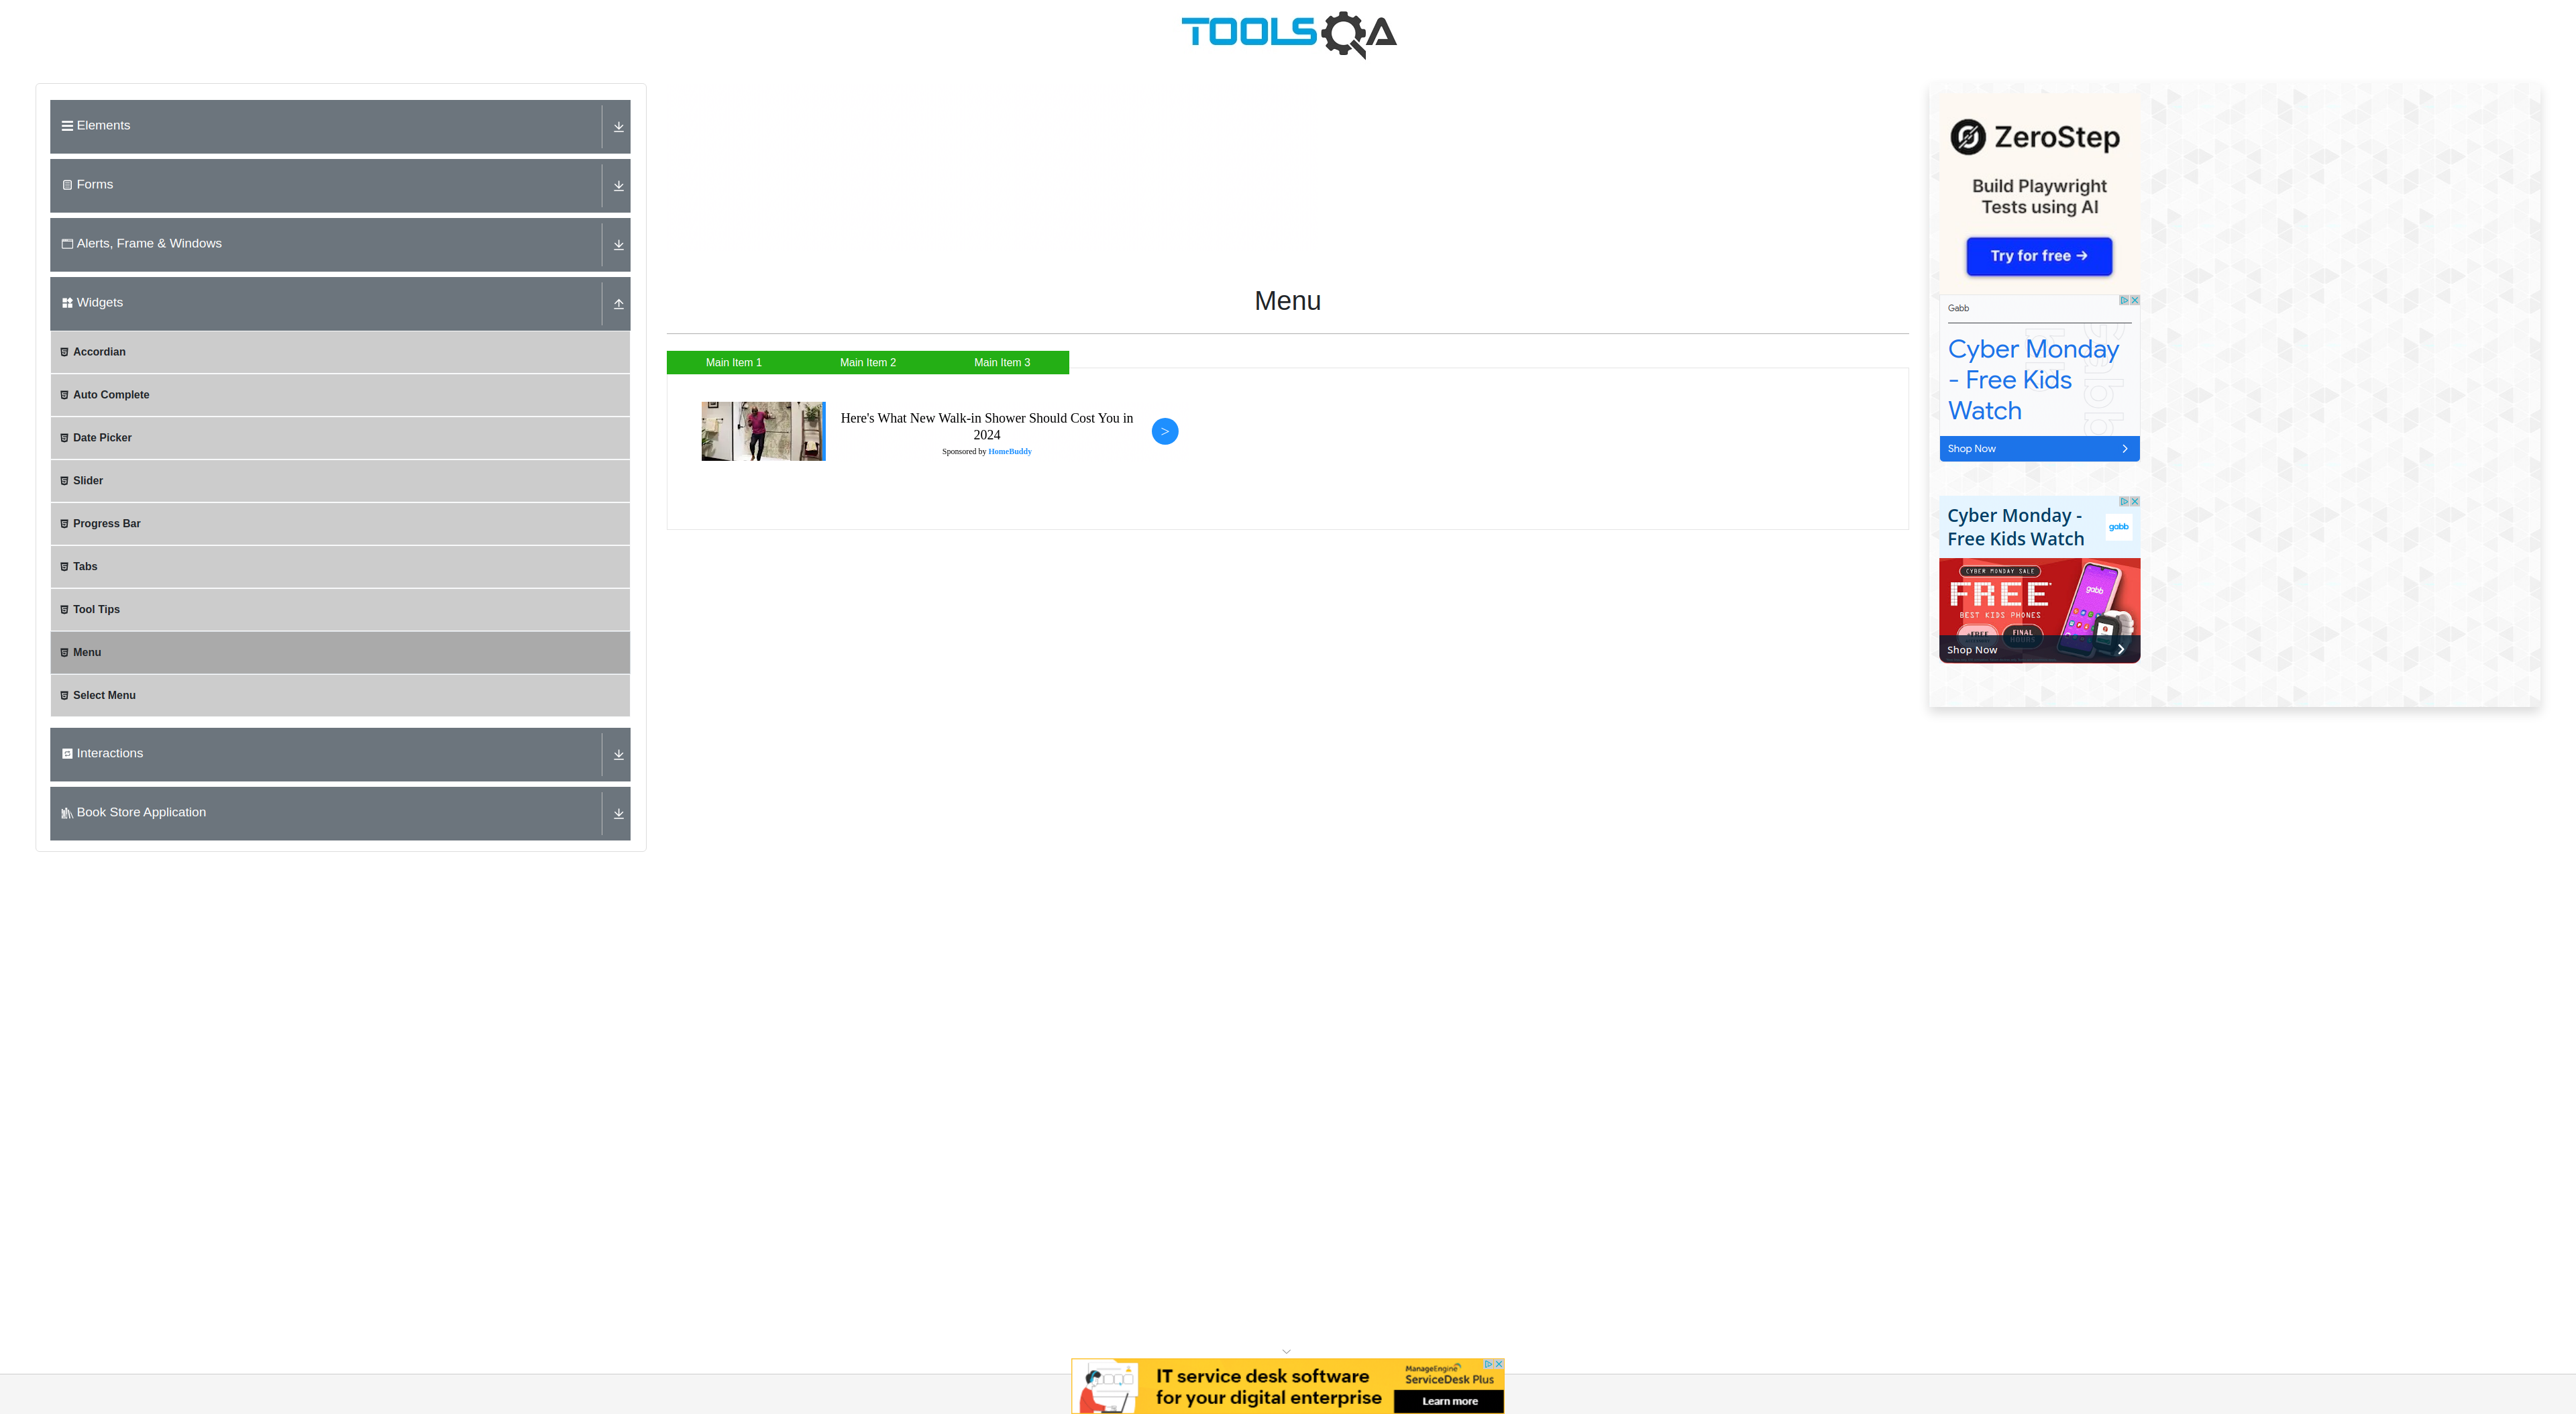 TOOLSQA
Elements
Forms
Alerts, Frame & Windows
Widgets
Accordian
Auto Complete
Date Picker
Slider
Progress Bar
Tabs
Tool Tips
Menu
Select Menu
Interactions
Book Store Application
Menu
Main Item 1
Main Item 2
Main Item 3
Here's What New Walk-in Shower Should Cost You in
2024
Sponsored by HomeBuddy
>
ZeroStep
Build Playwright
Tests using AI
Try for free →
Gabb
Cyber Monday
- Free Kids
Watch
Shop Now
Cyber Monday -
Free Kids Watch
gabb
CYBER MONDAY SALE
FREE
BEST KIDS PHONES
gabb
FREE
FINAL
HOURS
Shop Now
IT service desk software
for your digital enterprise
ManageEngine
ServiceDesk Plus
Learn more